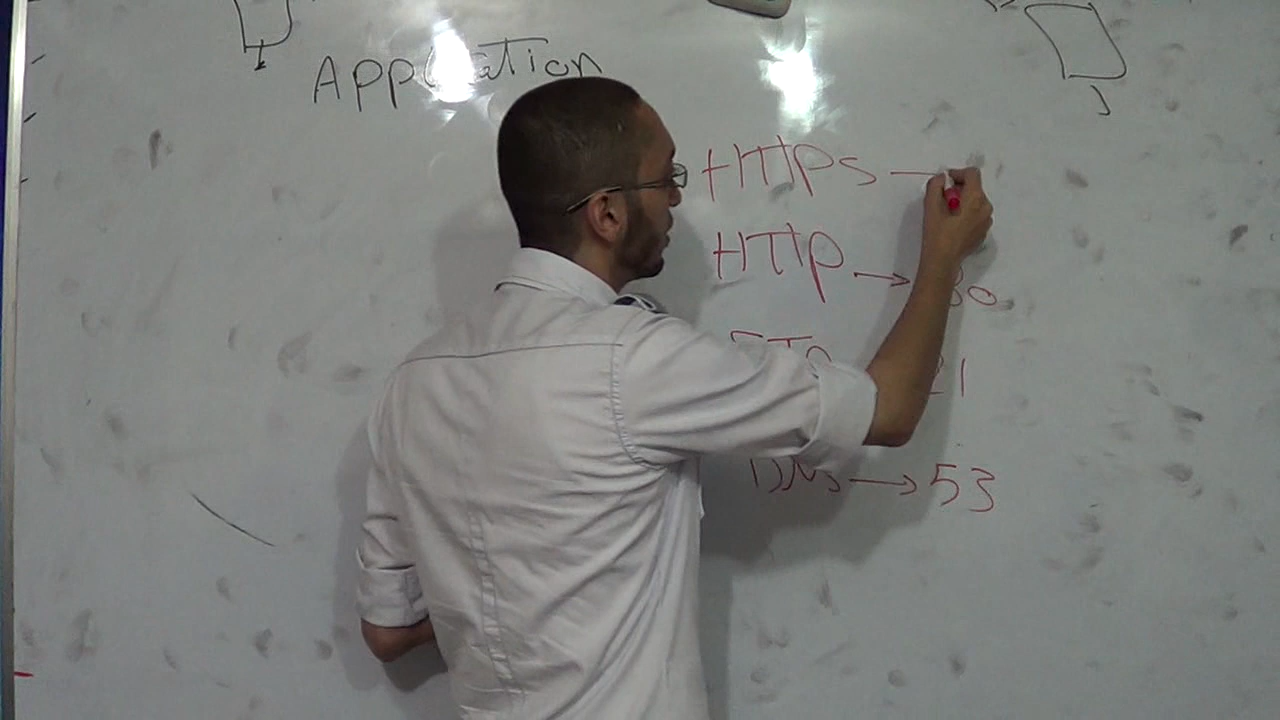 Application
HTTPs →
HTTP → 80
FTP 21
DNS → 53